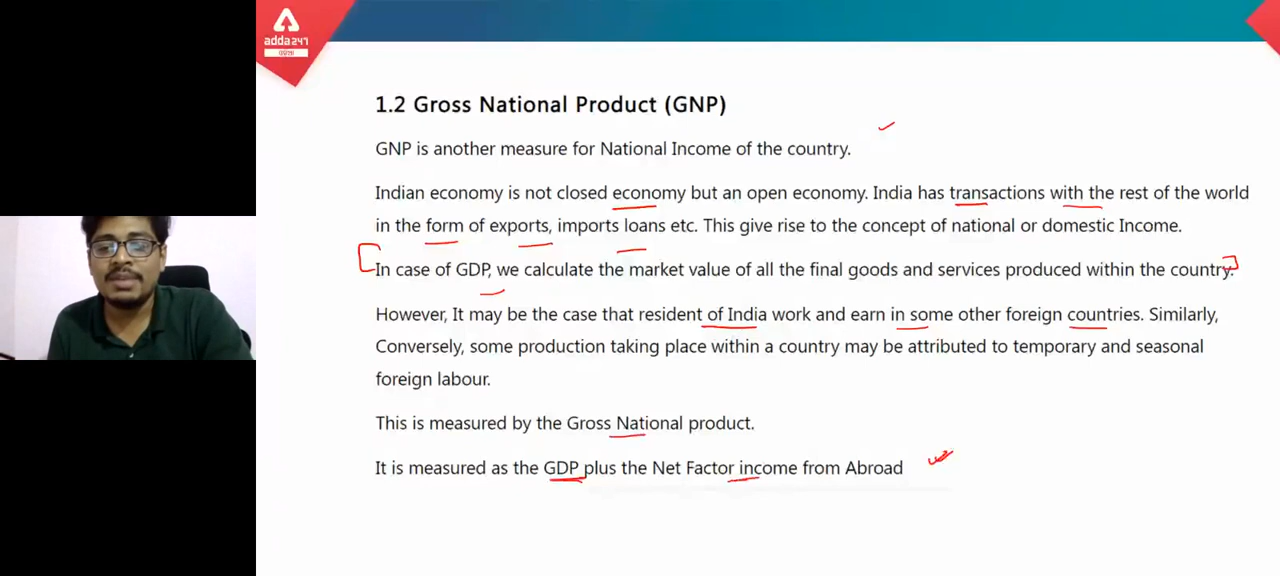 adda247
ଓଡ଼ିଆ
1.2 Gross National Product (GNP)
GNP is another measure for National Income of the country.
Indian economy is not closed economy but an open economy. India has transactions with the rest of the world
in the form of exports, imports loans etc. This give rise to the concept of national or domestic Income.
In case of GDP, we calculate the market value of all the final goods and services produced within the country.
However, It may be the case that resident of India work and earn in some other foreign countries. Similarly,
Conversely, some production taking place within a country may be attributed to temporary and seasonal
foreign labour.
This is measured by the Gross National product.
It is measured as the GDP plus the Net Factor income from Abroad